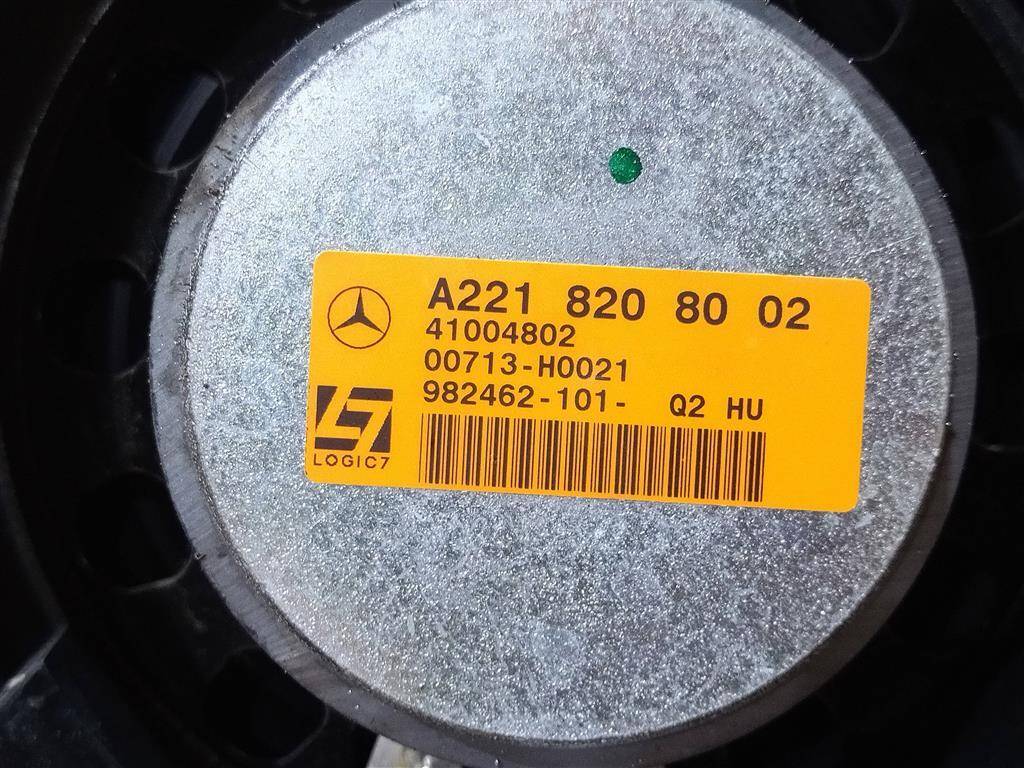 A221 820 80 02
41004802
00713-H0021
982462-101- Q2 HU
LOGIC7